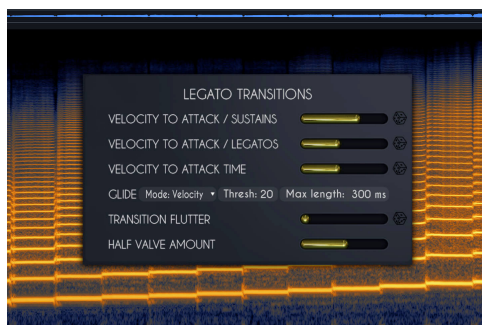 LEGATO TRANSITIONS
VELOCITY TO ATTACK / SUSTAINS
VELOCITY TO ATTACK / LEGATOS
VELOCITY TO ATTACK TIME
GLIDE Mode: Velocity Thresh: 20 Max length: 300 ms
TRANSITION FLUTTER
HALF VALVE AMOUNT